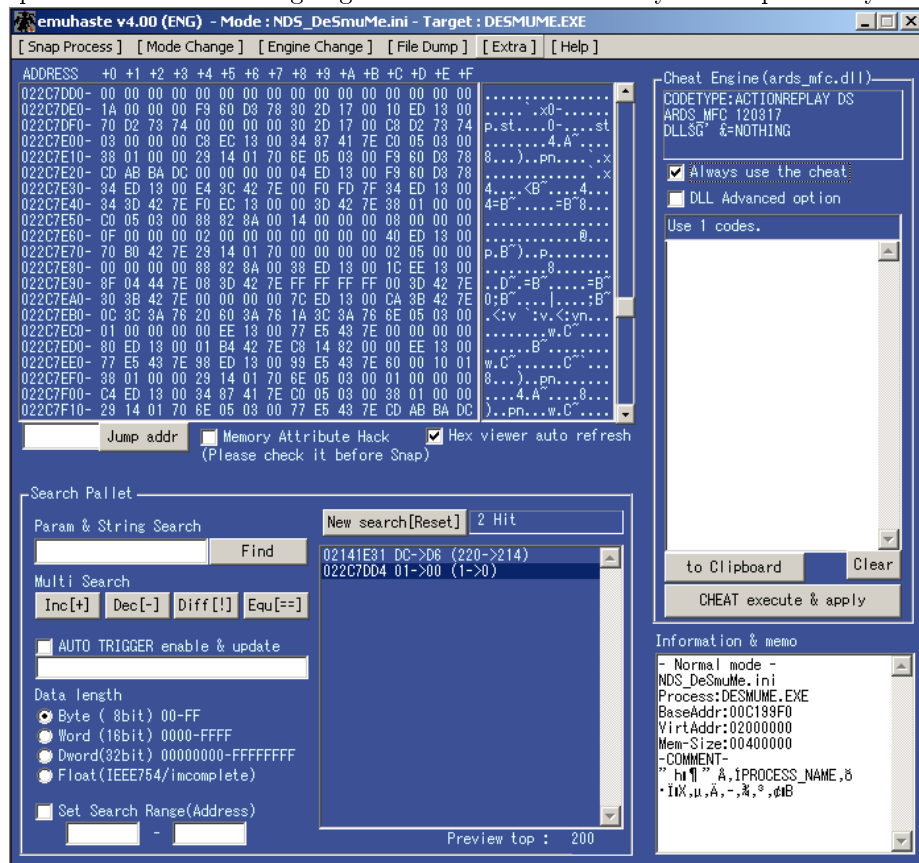 emuhaste v4.00 (ENG) - Mode : NDS_DeSmuMe.ini - Target : DESMUME.EXE
[ Snap Process ] [ Mode Change ] [ Engine Change ] [ File Dump ] [ Extra ] [ Help ]
ADDRESS +0 +1 +2 +3 +4 +5 +6 +7 +8 +9 +A +B +C +D +E +F
022C7DD0- 00 00 00 00 00 00 00 00 00 00 00 00 00 00 00 00 ................
022C7DE0- 1A 00 00 00 F9 60 D3 78 30 2D 17 00 10 ED 13 00 .....`.x0-......
022C7DF0- 70 D2 73 74 00 00 00 00 30 2D 17 00 C8 D2 73 74 p.st....0-....st
022C7E00- 03 00 00 00 C8 EC 13 00 34 87 41 7E C0 05 03 00 ........4.A~....
022C7E10- 38 01 00 00 29 14 01 70 6E 05 03 00 F9 60 D3 78 8...)..pn....`.x
022C7E20- CD AB BA DC 00 00 00 00 04 ED 13 00 F9 60 D3 78 .............`.x
022C7E30- 34 ED 13 00 E4 3C 42 7E 00 F0 FD 7F 34 ED 13 00 4....<B~....4...
022C7E40- 34 3D 42 7E F0 EC 13 00 00 3D 42 7E 38 01 00 00 4=B~.....=B~8...
022C7E50- C0 05 03 00 88 82 8A 00 14 00 00 00 08 00 00 00 ................
022C7E60- 0F 00 00 00 02 00 00 00 00 00 00 00 40 ED 13 00 ............@...
022C7E70- 70 B0 42 7E 29 14 01 70 00 00 00 00 02 05 00 00 p.B~)..p........
022C7E80- 00 00 00 00 88 82 8A 00 38 ED 13 00 1C EE 13 00 ........8.......
022C7E90- 8F 04 44 7E 08 3D 42 7E FF FF FF FF 00 3D 42 7E ..D~.=B~.....=B~
022C7EA0- 30 3B 42 7E 00 00 00 00 7C ED 13 00 CA 3B 42 7E 0;B~....|....;B~
022C7EB0- 0C 3C 3A 76 20 60 3A 76 1A 3C 3A 76 6E 05 03 00 .<:v `:v.<:vn...
022C7EC0- 01 00 00 00 00 EE 13 00 77 E5 43 7E 00 00 00 00 ........w.C~....
022C7ED0- 80 ED 13 00 01 B4 42 7E C8 14 82 00 00 EE 13 00 ......B~........
022C7EE0- 77 E5 43 7E 98 ED 13 00 99 E5 43 7E 60 00 10 01 w.C~......C~`...
022C7EF0- 38 01 00 00 29 14 01 70 6E 05 03 00 01 00 00 00 8...)..pn.......
022C7F00- C4 ED 13 00 34 87 41 7E C0 05 03 00 38 01 00 00 ....4.A~....8...
022C7F10- 29 14 01 70 6E 05 03 00 77 E5 43 7E CD AB BA DC )..pn...w.C~....
Jump addr
Memory Attribute Hack
(Please check it before Snap)
Hex viewer auto refresh
Search Pallet
Param & String Search
Find
Multi Search
Inc[+] Dec[-] Diff[!] Equ[==]
AUTO TRIGGER enable & update
Data length
Byte ( 8bit) 00-FF
Word (16bit) 0000-FFFF
Dword(32bit) 00000000-FFFFFFFF
Float(IEEE754/imcomplete)
Set Search Range(Address)
-
New search[Reset] 2 Hit
02141E31 DC->D6 (220->214)
022C7DD4 01->00 (1->0)
Preview top : 200
Cheat Engine(ards_mfc.dll)
CODETYPE:ACTIONREPLAY DS
ARDS_MFC 120317
DLLŠG’ £=NOTHING
Always use the cheat
DLL Advanced option
Use 1 codes.
to Clipboard Clear
CHEAT execute & apply
Information & memo
- Normal mode -
NDS_DeSmuMe.ini
Process:DESMUME.EXE
BaseAddr:00C199F0
VirtAddr:02000000
Mem-Size:00400000
-COMMENT-